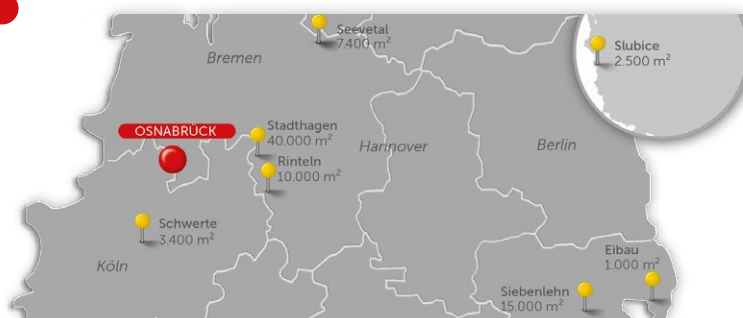 Seevetal
7.400 m²
Bremen
Slubice
2.500 m²
OSNABRÜCK
Stadthagen
40.000 m²
Hannover
Berlin
Rinteln
10.000 m²
Schwerte
3.400 m²
Köln
Eibau
1.000 m²
Siebenlehn
15.000 m²